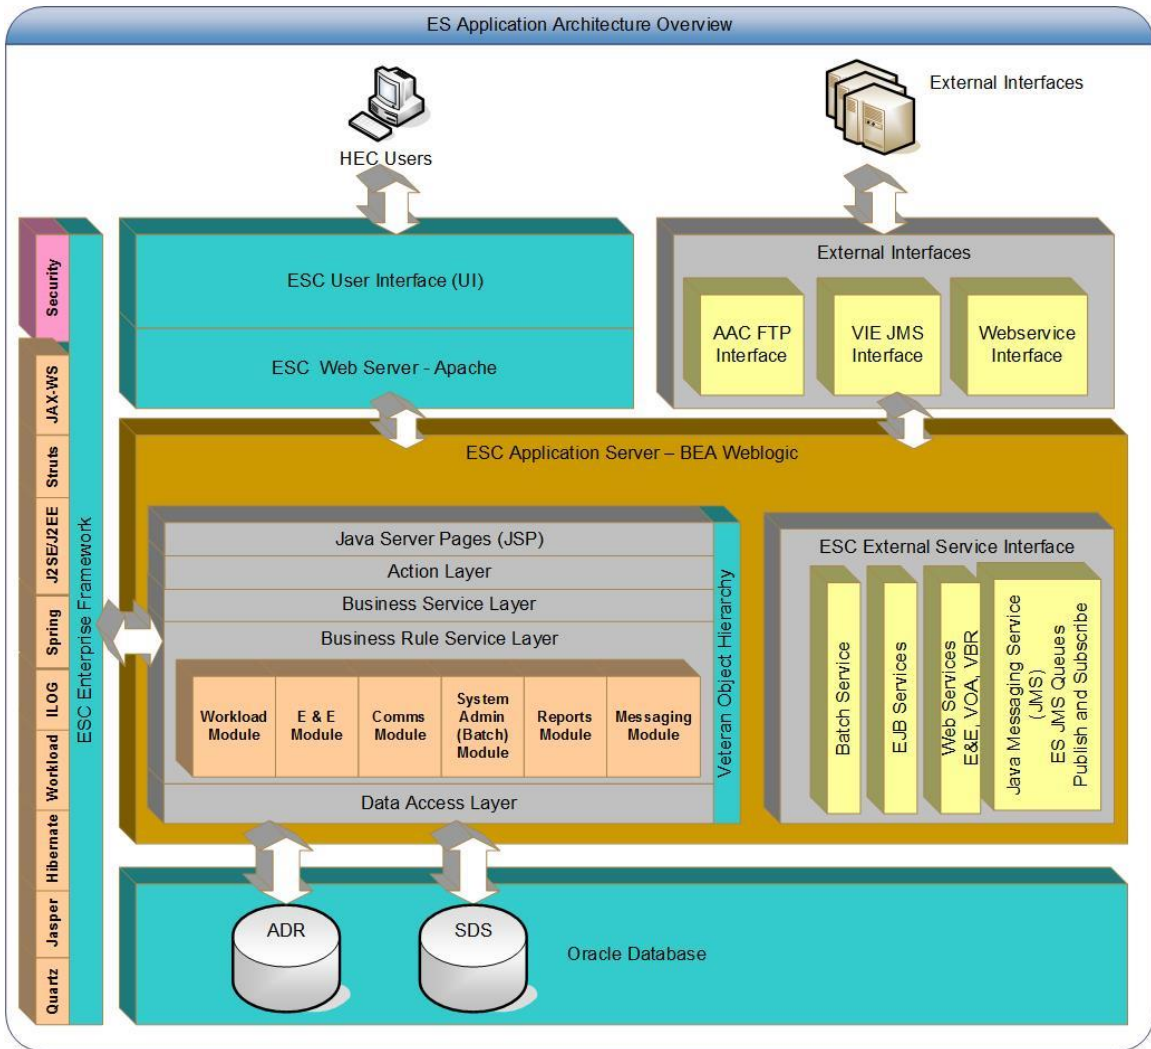 ES Application Architecture Overview
HEC Users
External Interfaces
Security
JAX-WS
Struts
J2SE/J2EE
Spring
ILOG
Workload
Hibernate
Jasper
Quartz
ESC Enterprise Framework
ESC User Interface (UI)
ESC Web Server - Apache
External Interfaces
AAC FTP
Interface
VIE JMS
Interface
Webservice
Interface
ESC Application Server – BEA Weblogic
Java Server Pages (JSP)
Action Layer
Business Service Layer
Business Rule Service Layer
Workload
Module
E & E
Module
Comms
Module
System
Admin
(Batch)
Module
Reports
Module
Messaging
Module
Data Access Layer
Veteran Object Hierarchy
ESC External Service Interface
Batch Service
EJB Services
Web Services
E&E, VOA, VBR
Java Messaging Service
(JMS)
ES JMS Queues
Publish and Subscribe
ADR
SDS
Oracle Database